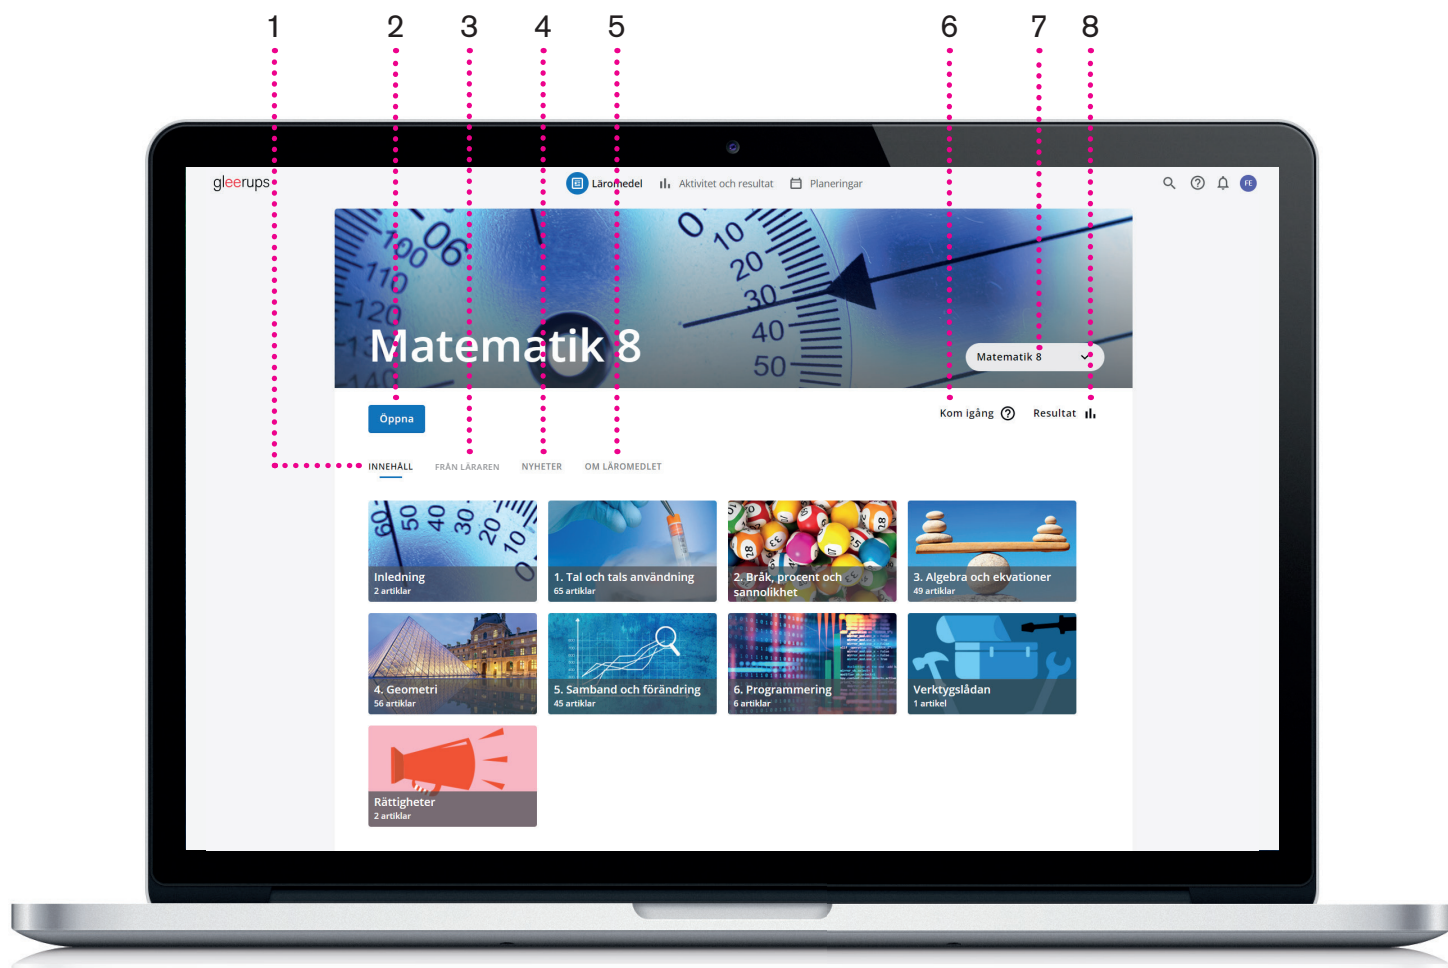 1 2 3 4 5 6 7 8
gleerups
Läromedel Aktivitet och resultat Planeringar
FE
Matematik 8
Matematik 8
Öppna
Kom igång Resultat
INNEHÅLL FRÅN LÄRAREN NYHETER OM LÄROMEDLET
Inledning
2 artiklar
1. Tal och tals användning
65 artiklar
2. Bråk, procent och
sannolikhet
3. Algebra och ekvationer
49 artiklar
4. Geometri
56 artiklar
5. Samband och förändring
45 artiklar
6. Programmering
6 artiklar
Verktygslådan
1 artikel
Rättigheter
2 artiklar